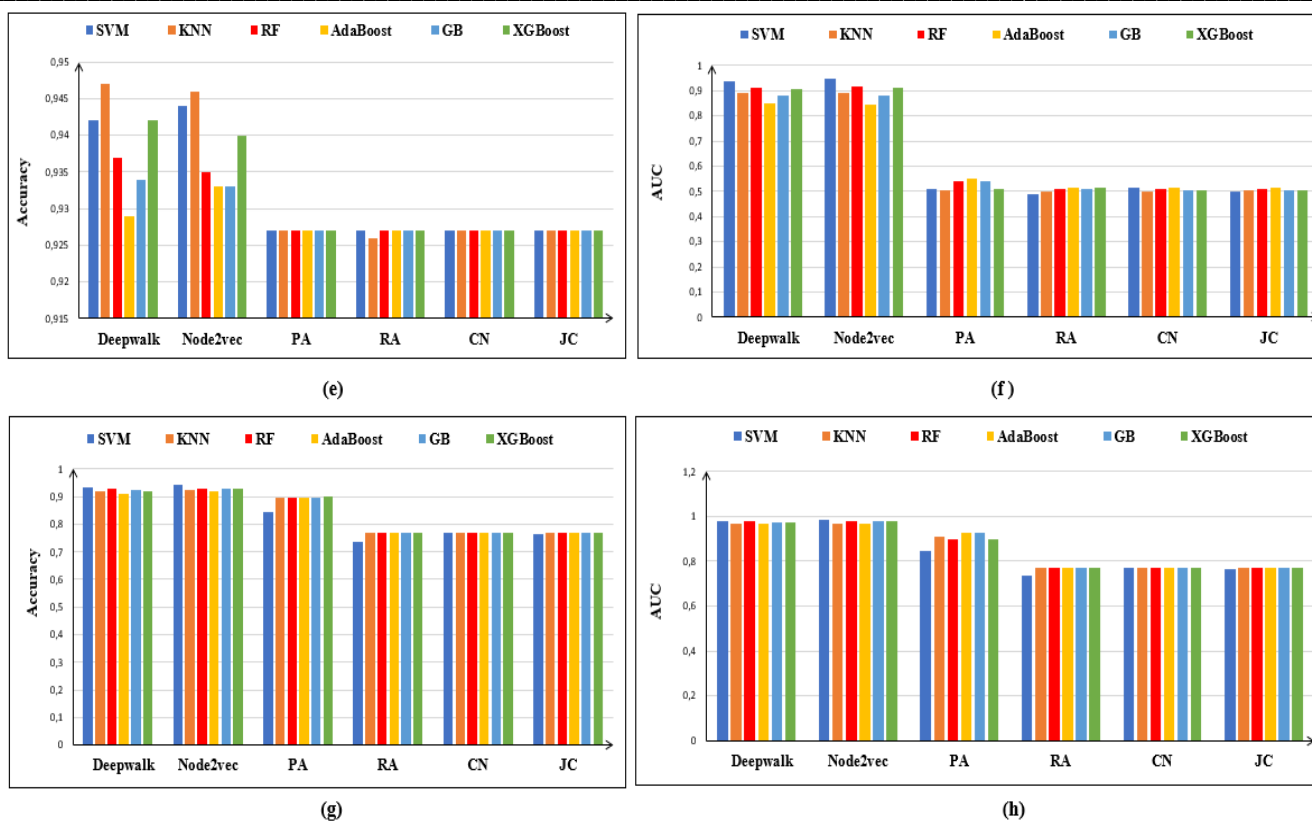 SVM KNN RF AdaBoost GB XGBoost
0,95
0,945
0,94
0,935
0,93
0,925
0,92
0,915
Accuracy
Deepwalk Node2vec PA RA CN JC
(e)
SVM KNN RF AdaBoost GB XGBoost
1
0,9
0,8
0,7
0,6
0,5
0,4
0,3
0,2
0,1
0
AUC
Deepwalk Node2vec PA RA CN JC
(f )
SVM KNN RF AdaBoost GB XGBoost
1
0,9
0,8
0,7
0,6
0,5
0,4
0,3
0,2
0,1
0
Accuracy
Deepwalk Node2vec PA RA CN JC
(g)
SVM KNN RF AdaBoost GB XGBoost
1,2
1
0,8
0,6
0,4
0,2
0
AUC
Deepwalk Node2vec PA RA CN JC
(h)